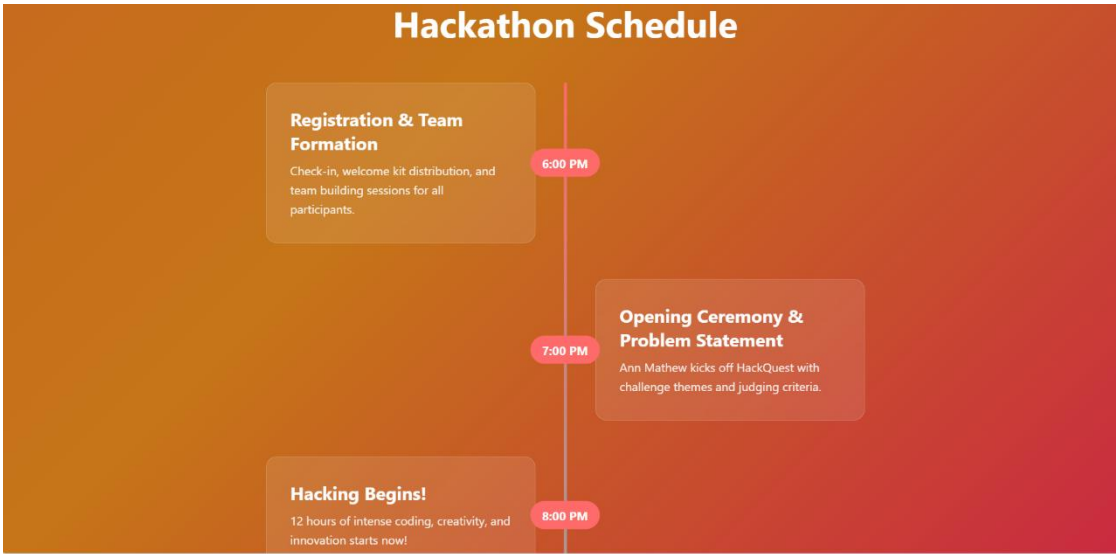 Hackathon Schedule
Registration & Team
Formation
Check-in, welcome kit distribution, and
team building sessions for all
participants.
6:00 PM
Opening Ceremony &
Problem Statement
Ann Mathew kicks off HackQuest with
challenge themes and judging criteria.
7:00 PM
Hacking Begins!
12 hours of intense coding, creativity, and
innovation starts now!
8:00 PM